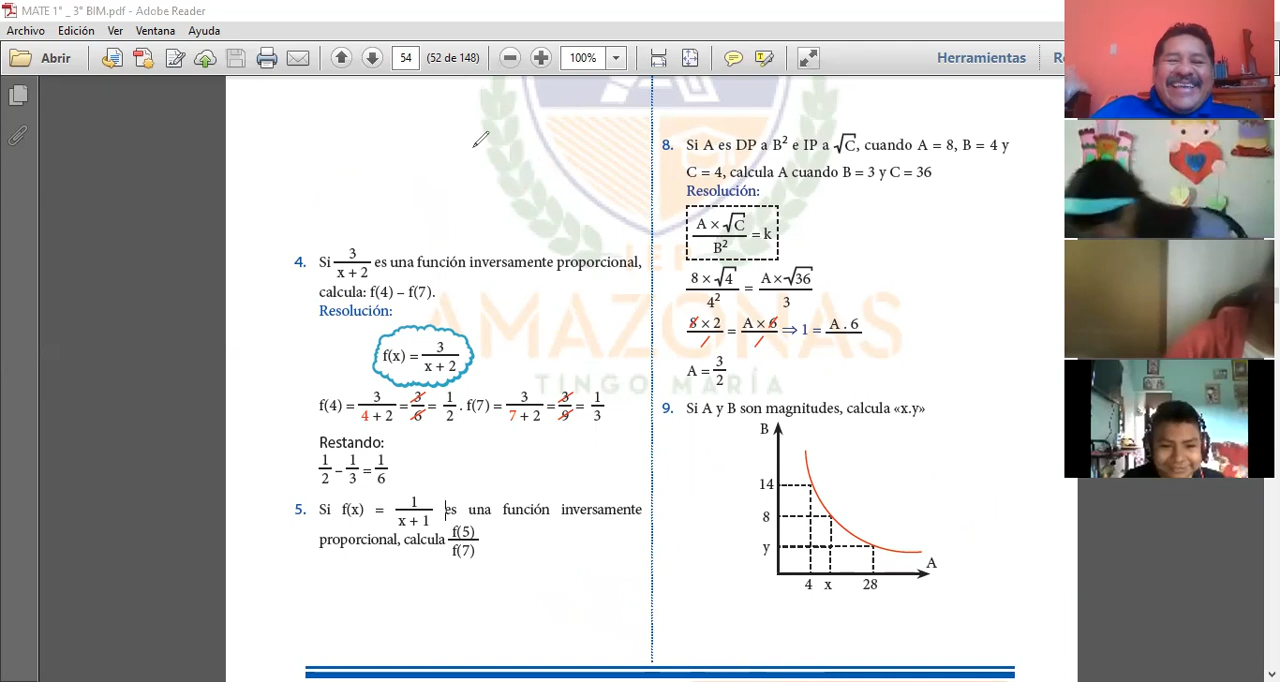 MATE 1° _ 3° BIM.pdf - Adobe Reader
Archivo Edición Ver Ventana Ayuda
Abrir 54 (52 de 148) 100% Herramientas
IEP
AMAZONAS
TINGO MARÍA
4. Si 3/(x + 2) es una función inversamente proporcional,
calcula: f(4) – f(7).
Resolución:
f(x) = 3/(x + 2)
f(4) = 3/(4 + 2) = 3/6 = 1/2 . f(7) = 3/(7 + 2) = 3/9 = 1/3
Restando:
1/2 – 1/3 = 1/6
5. Si f(x) = 1/(x + 1) es una función inversamente
proporcional, calcula f(5)/f(7)
8. Si A es DP a B² e IP a √C, cuando A = 8, B = 4 y
C = 4, calcula A cuando B = 3 y C = 36
Resolución:
(A × √C)/B² = k
(8 × √4)/4² = (A × √36)/3
8 × 2 / = A × 6 / ⇒ 1 = A . 6
A = 3/2
9. Si A y B son magnitudes, calcula «x.y»
B
14
8
y
A
4 x 28